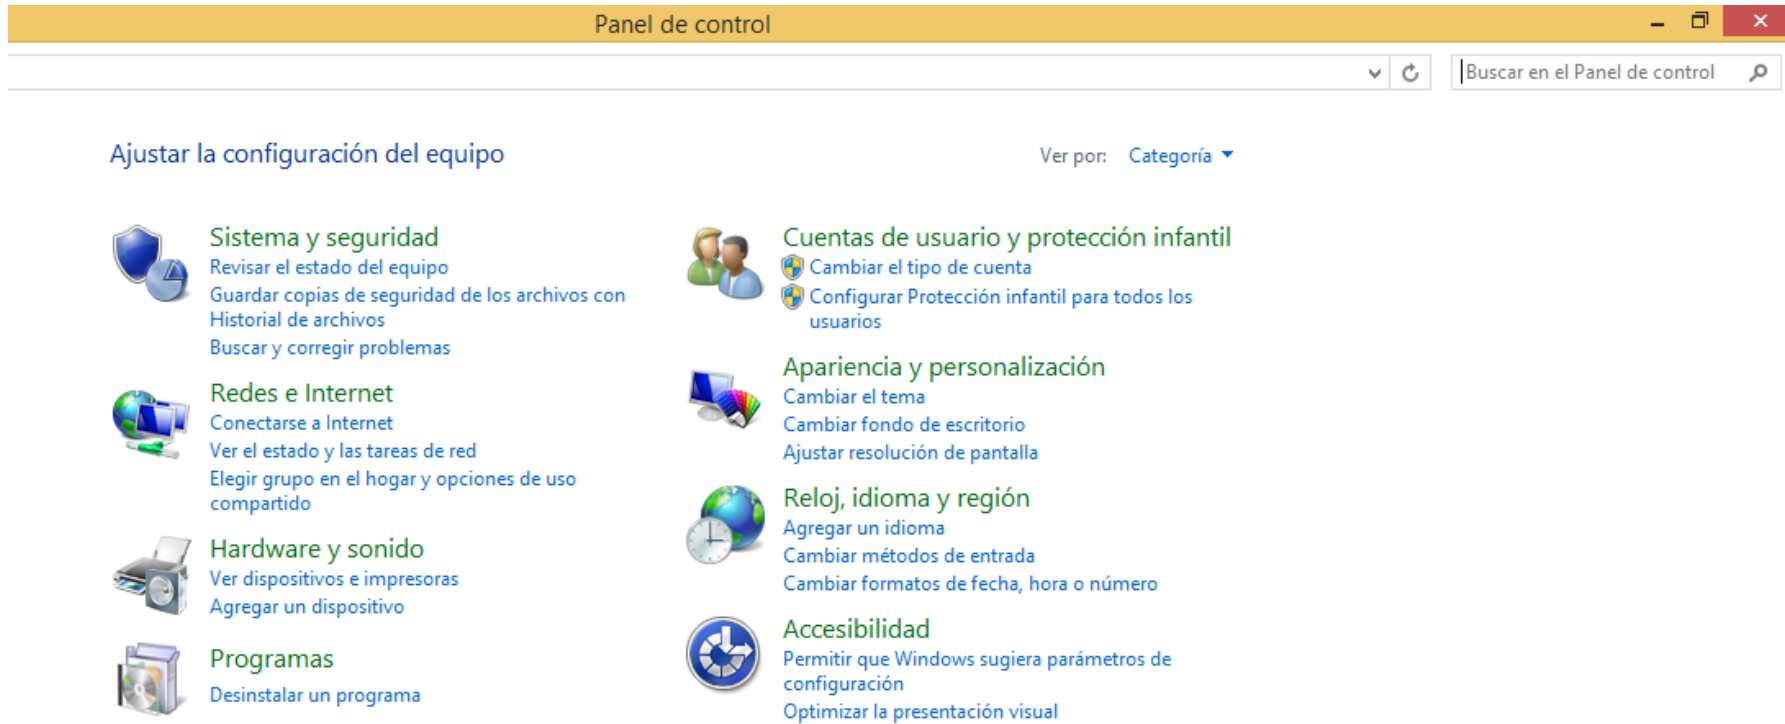 Panel de control
Buscar en el Panel de control
Ajustar la configuración del equipo
Ver por: Categoría
Sistema y seguridad
Revisar el estado del equipo
Guardar copias de seguridad de los archivos con
Historial de archivos
Buscar y corregir problemas
Redes e Internet
Conectarse a Internet
Ver el estado y las tareas de red
Elegir grupo en el hogar y opciones de uso
compartido
Hardware y sonido
Ver dispositivos e impresoras
Agregar un dispositivo
Programas
Desinstalar un programa
Cuentas de usuario y protección infantil
Cambiar el tipo de cuenta
Configurar Protección infantil para todos los
usuarios
Apariencia y personalización
Cambiar el tema
Cambiar fondo de escritorio
Ajustar resolución de pantalla
Reloj, idioma y región
Agregar un idioma
Cambiar métodos de entrada
Cambiar formatos de fecha, hora o número
Accesibilidad
Permitir que Windows sugiera parámetros de
configuración
Optimizar la presentación visual